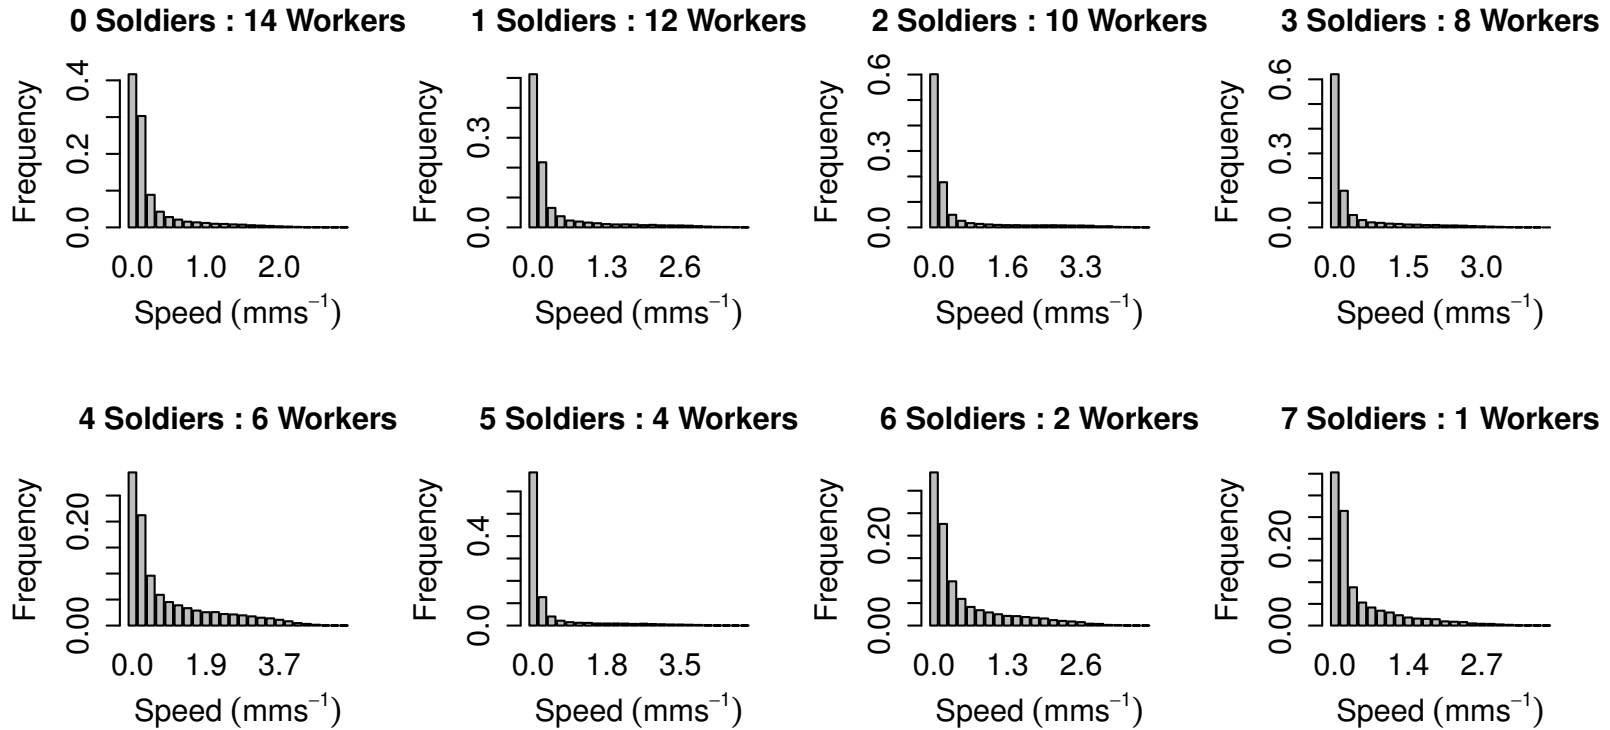 0 Soldiers : 14 Workers
Frequency
0.0 0.2 0.4
0.0 1.0 2.0
Speed (mms⁻¹)
1 Soldiers : 12 Workers
Frequency
0.0 0.3
0.0 1.3 2.6
Speed (mms⁻¹)
2 Soldiers : 10 Workers
Frequency
0.0 0.3 0.6
0.0 1.6 3.3
Speed (mms⁻¹)
3 Soldiers : 8 Workers
Frequency
0.0 0.3 0.6
0.0 1.5 3.0
Speed (mms⁻¹)
4 Soldiers : 6 Workers
Frequency
0.00 0.20
0.0 1.9 3.7
Speed (mms⁻¹)
5 Soldiers : 4 Workers
Frequency
0.0 0.4
0.0 1.8 3.5
Speed (mms⁻¹)
6 Soldiers : 2 Workers
Frequency
0.00 0.20
0.0 1.3 2.6
Speed (mms⁻¹)
7 Soldiers : 1 Workers
Frequency
0.00 0.20
0.0 1.4 2.7
Speed (mms⁻¹)